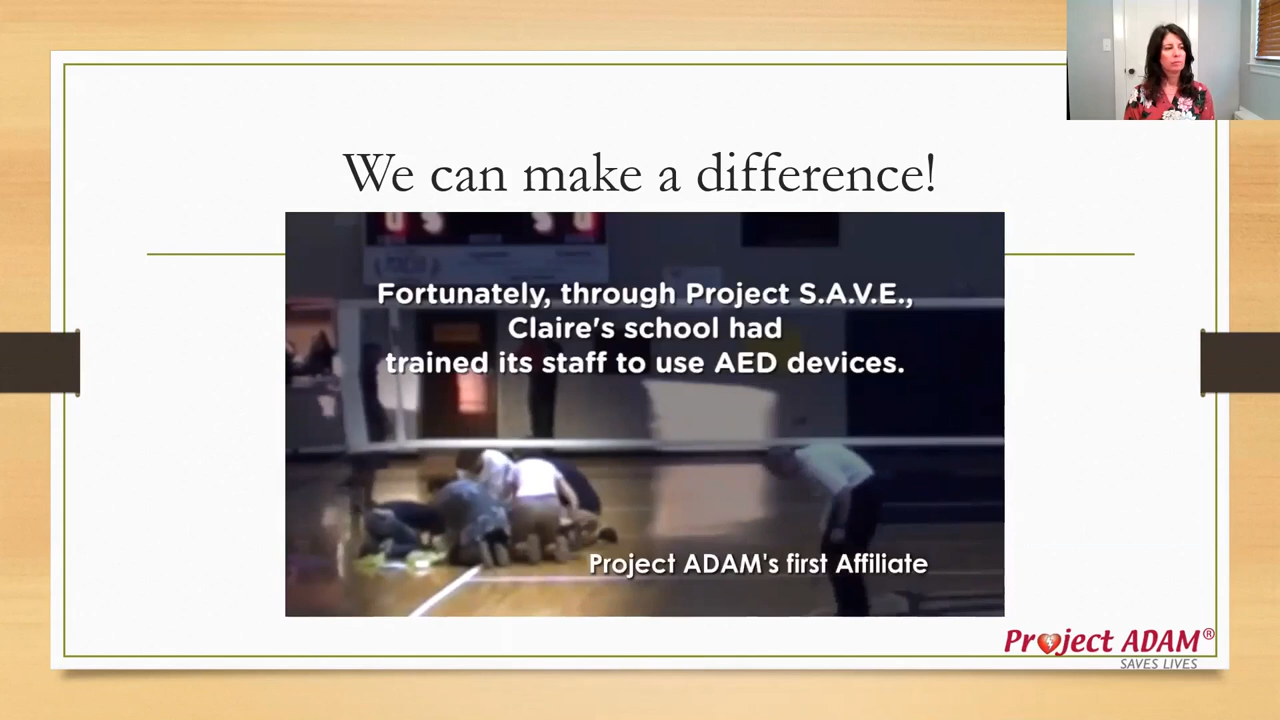 We can make a difference!
Fortunately, through Project S.A.V.E.,
Claire's school had
trained its staff to use AED devices.
Project ADAM's first Affiliate
Project ADAM®
SAVES LIVES